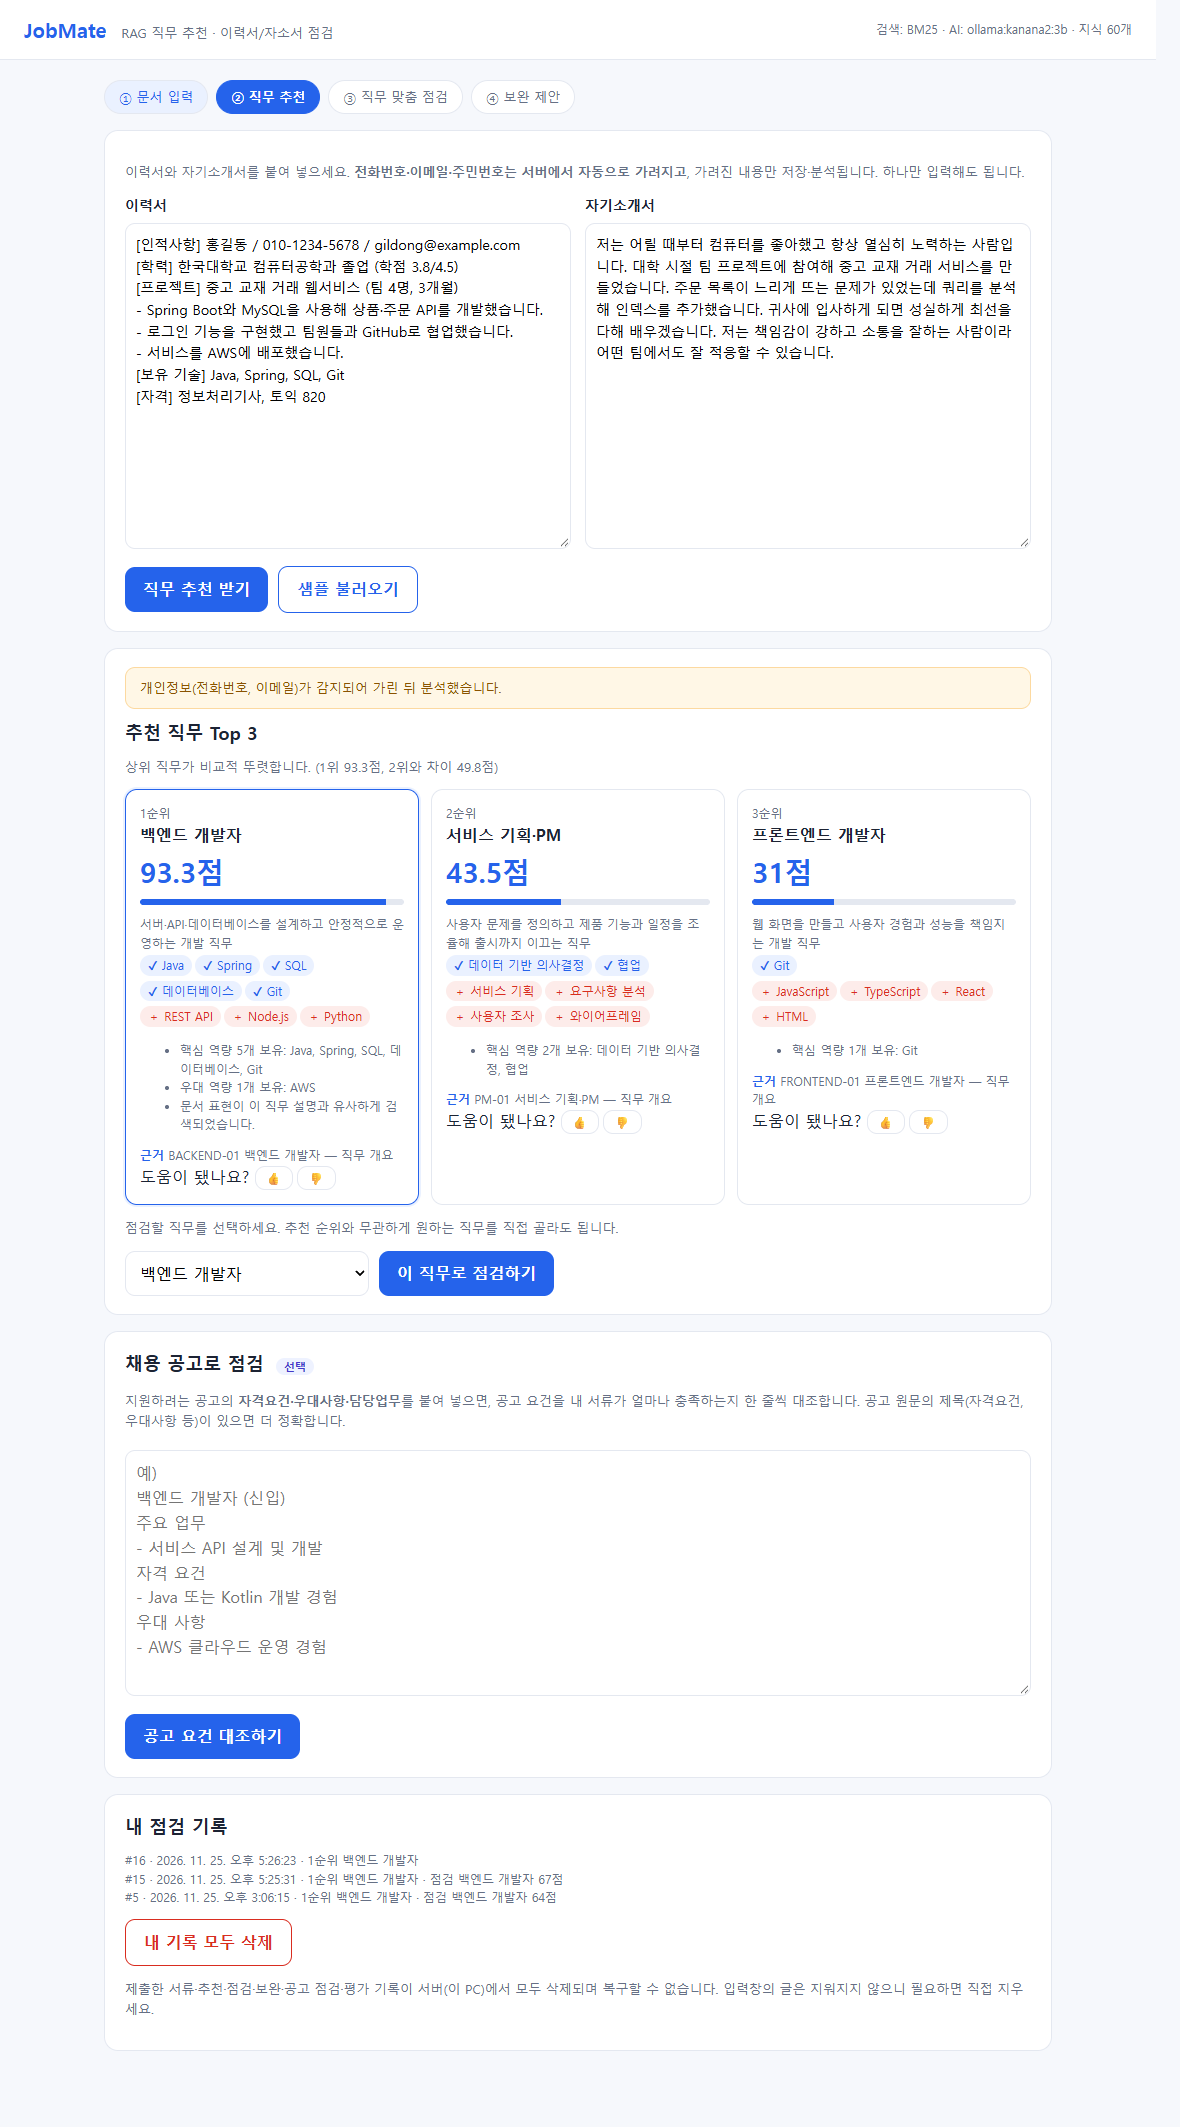 JobMate RAG 직무 추천 · 이력서/자소서 점검
검색: BM25 · AI: ollama:kanana2:3b · 지식 60개
① 문서 입력
② 직무 추천
③ 직무 맞춤 점검
④ 보완 제안
이력서와 자기소개서를 붙여 넣으세요. 전화번호·이메일·주민번호는 서버에서 자동으로 가려지고, 가려진 내용만 저장·분석됩니다. 하나만 입력해도 됩니다.
이력서
[인적사항] 홍길동 / 010-1234-5678 / gildong@example.com
[학력] 한국대학교 컴퓨터공학과 졸업 (학점 3.8/4.5)
[프로젝트] 중고 교재 거래 웹서비스 (팀 4명, 3개월)
- Spring Boot와 MySQL을 사용해 상품·주문 API를 개발했습니다.
- 로그인 기능을 구현했고 팀원들과 GitHub로 협업했습니다.
- 서비스를 AWS에 배포했습니다.
[보유 기술] Java, Spring, SQL, Git
[자격] 정보처리기사, 토익 820
자기소개서
저는 어릴 때부터 컴퓨터를 좋아했고 항상 열심히 노력하는 사람입
니다. 대학 시절 팀 프로젝트에 참여해 중고 교재 거래 서비스를 만
들었습니다. 주문 목록이 느리게 뜨는 문제가 있었는데 쿼리를 분석
해 인덱스를 추가했습니다. 귀사에 입사하게 되면 성실하게 최선을
다해 배우겠습니다. 저는 책임감이 강하고 소통을 잘하는 사람이라
어떤 팀에서도 잘 적응할 수 있습니다.
직무 추천 받기
샘플 불러오기
개인정보(전화번호, 이메일)가 감지되어 가린 뒤 분석했습니다.
추천 직무 Top 3
상위 직무가 비교적 뚜렷합니다. (1위 93.3점, 2위와 차이 49.8점)
1순위
백엔드 개발자
93.3점
서버·API·데이터베이스를 설계하고 안정적으로 운
영하는 개발 직무
✓ Java ✓ Spring ✓ SQL
✓ 데이터베이스 ✓ Git
+ REST API + Node.js + Python
• 핵심 역량 5개 보유: Java, Spring, SQL, 데
이터베이스, Git
• 우대 역량 1개 보유: AWS
• 문서 표현이 이 직무 설명과 유사하게 검
색되었습니다.
근거 BACKEND-01 백엔드 개발자 — 직무 개요
도움이 됐나요? 👍 👎
2순위
서비스 기획·PM
43.5점
사용자 문제를 정의하고 제품 기능과 일정을 조
율해 출시까지 이끄는 직무
✓ 데이터 기반 의사결정 ✓ 협업
+ 서비스 기획 + 요구사항 분석
+ 사용자 조사 + 와이어프레임
• 핵심 역량 2개 보유: 데이터 기반 의사결
정, 협업
근거 PM-01 서비스 기획·PM — 직무 개요
도움이 됐나요? 👍 👎
3순위
프론트엔드 개발자
31점
웹 화면을 만들고 사용자 경험과 성능을 책임지
는 개발 직무
✓ Git
+ JavaScript + TypeScript + React
+ HTML
• 핵심 역량 1개 보유: Git
근거 FRONTEND-01 프론트엔드 개발자 — 직무
개요
도움이 됐나요? 👍 👎
점검할 직무를 선택하세요. 추천 순위와 무관하게 원하는 직무를 직접 골라도 됩니다.
백엔드 개발자
이 직무로 점검하기
채용 공고로 점검 선택
지원하려는 공고의 자격요건·우대사항·담당업무를 붙여 넣으면, 공고 요건을 내 서류가 얼마나 충족하는지 한 줄씩 대조합니다. 공고 원문의 제목(자격요건,
우대사항 등)이 있으면 더 정확합니다.
예)
백엔드 개발자 (신입)
주요 업무
- 서비스 API 설계 및 개발
자격 요건
- Java 또는 Kotlin 개발 경험
우대 사항
- AWS 클라우드 운영 경험
공고 요건 대조하기
내 점검 기록
#16 · 2026. 11. 25. 오후 5:26:23 · 1순위 백엔드 개발자
#15 · 2026. 11. 25. 오후 5:25:31 · 1순위 백엔드 개발자 · 점검 백엔드 개발자 67점
#5 · 2026. 11. 25. 오후 3:06:15 · 1순위 백엔드 개발자 · 점검 백엔드 개발자 64점
내 기록 모두 삭제
제출한 서류·추천·점검·보완·공고 점검·평가 기록이 서버(이 PC)에서 모두 삭제되며 복구할 수 없습니다. 입력창의 글은 지워지지 않으니 필요하면 직접 지우
세요.